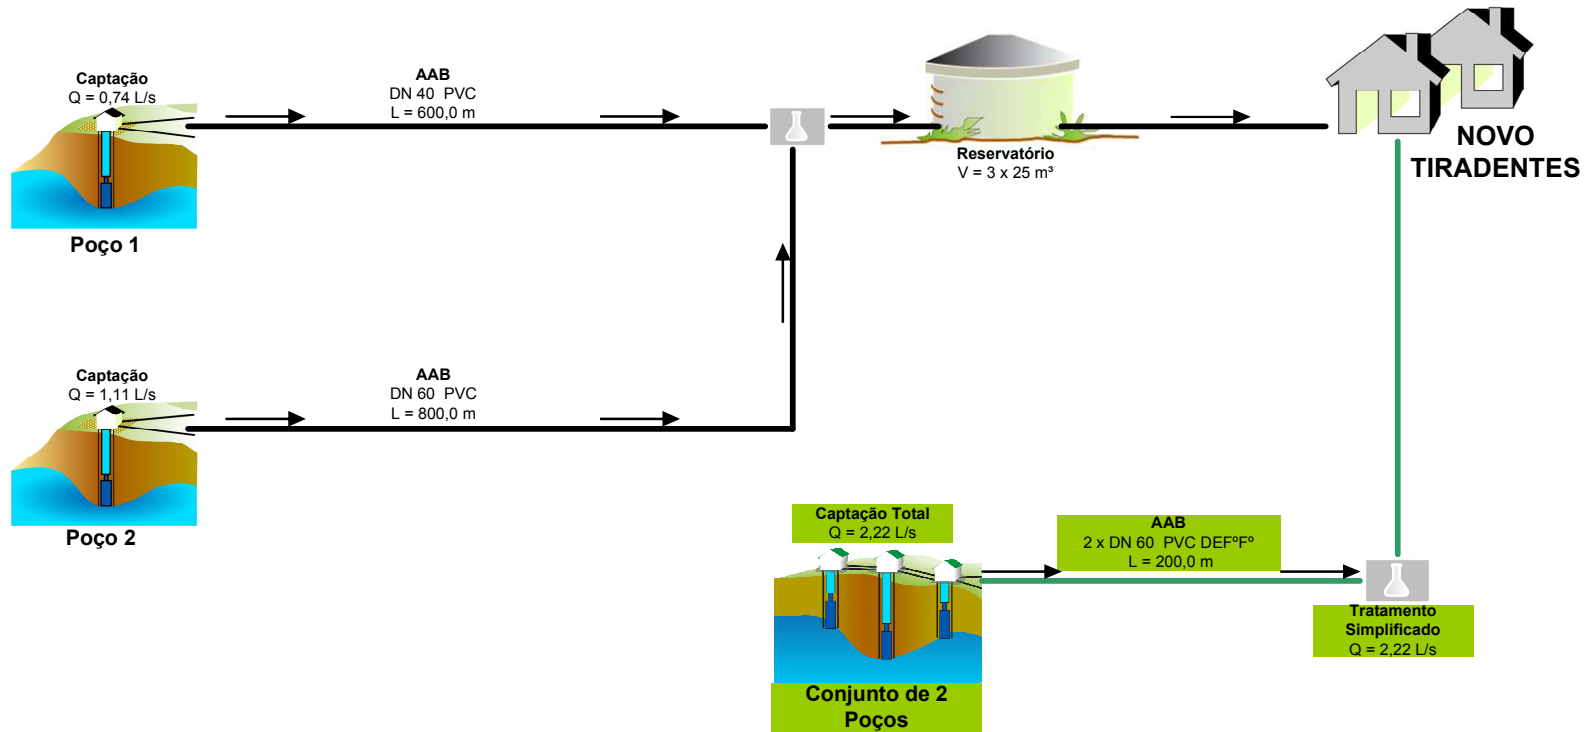 Captação
Q = 0,74 L/s
AAB
DN 40 PVC
L = 600,0 m
Poço 1
Reservatório
V = 3 x 25 m³
NOVO
TIRADENTES
Captação
Q = 1,11 L/s
AAB
DN 60 PVC
L = 800,0 m
Poço 2
Captação Total
Q = 2,22 L/s
AAB
2 x DN 60 PVC DEFºFº
L = 200,0 m
Tratamento
Simplificado
Q = 2,22 L/s
Conjunto de 2
Poços